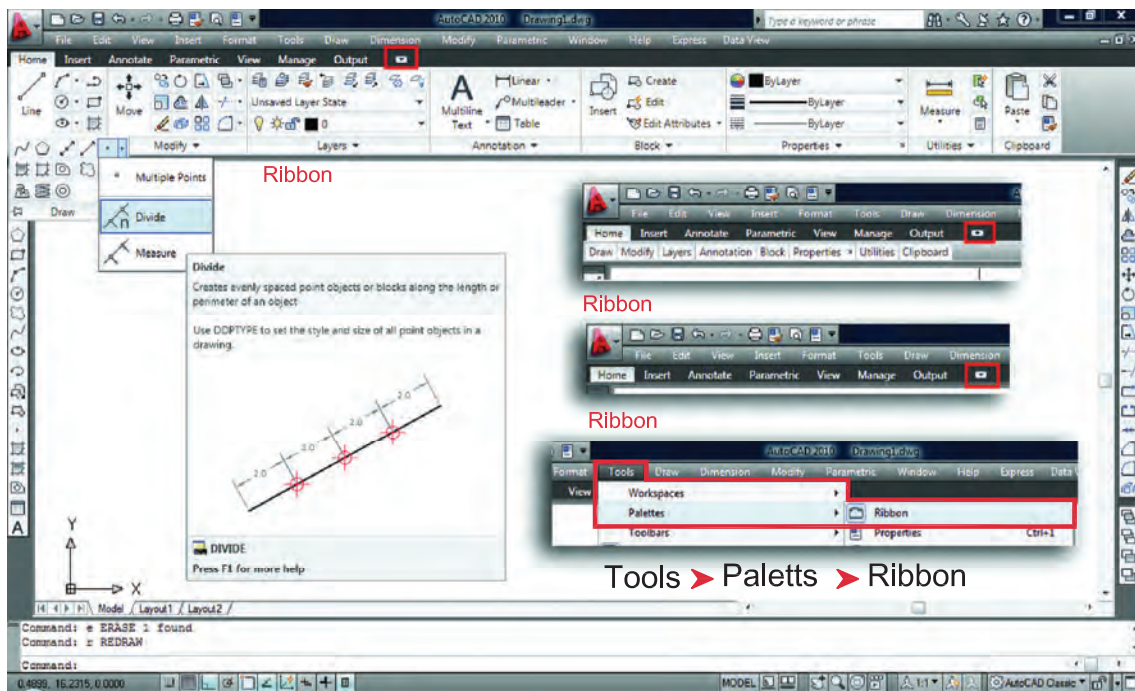 AutoCAD 2010 Drawing1.dwg
Type a keyword or phrase
File Edit View Insert Format Tools Draw Dimension Modify Parametric Window Help Express Data View
Home Insert Annotate Parametric View Manage Output
Line
Move
Unsaved Layer State
0
Multiline
Text
Linear
Multileader
Table
Insert
Create
Edit
Edit Attributes
ByLayer
ByLayer
ByLayer
Measure
Paste
Modify Layers Annotation Block Properties Utilities Clipboard
Multiple Points
Divide
Measure
Draw
Ribbon
Divide
Creates evenly spaced point objects or blocks along the length or
perimeter of an object
Use DDPTYPE to set the style and size of all point objects in a
drawing.
2.0
2.0
2.0
2.0
DIVIDE
Press F1 for more help
File Edit View Insert Format Tools Draw Dimension
Home Insert Annotate Parametric View Manage Output
Draw Modify Layers Annotation Block Properties Utilities Clipboard
Ribbon
File Edit View Insert Format Tools Draw Dimension
Home Insert Annotate Parametric View Manage Output
Ribbon
AutoCAD 2010 Drawing1.dwg
Format Tools Draw Dimension Modify Parametric Window Help Express Data
View
Workspaces
Palettes
Ribbon
Toolbars
Properties Ctrl+1
Tools ➤ Paletts ➤ Ribbon
A
Y
X
Model Layout1 Layout2
Command: e ERASE 1 found
Command: r REDRAW
Command:
0.4899, 16.2315, 0.0000
MODEL
1:1
AutoCAD Classic